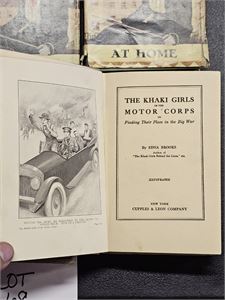 AT HOME
THE KHAKI GIRLS
OF THE
MOTOR CORPS
OR
Finding Their Place in the Big War
By EDNA BROOKS
Author of
"The Khaki Girls Behind the Lines," etc.
ILLUSTRATED
NEW YORK
CUPPLES & LEON COMPANY
LOT